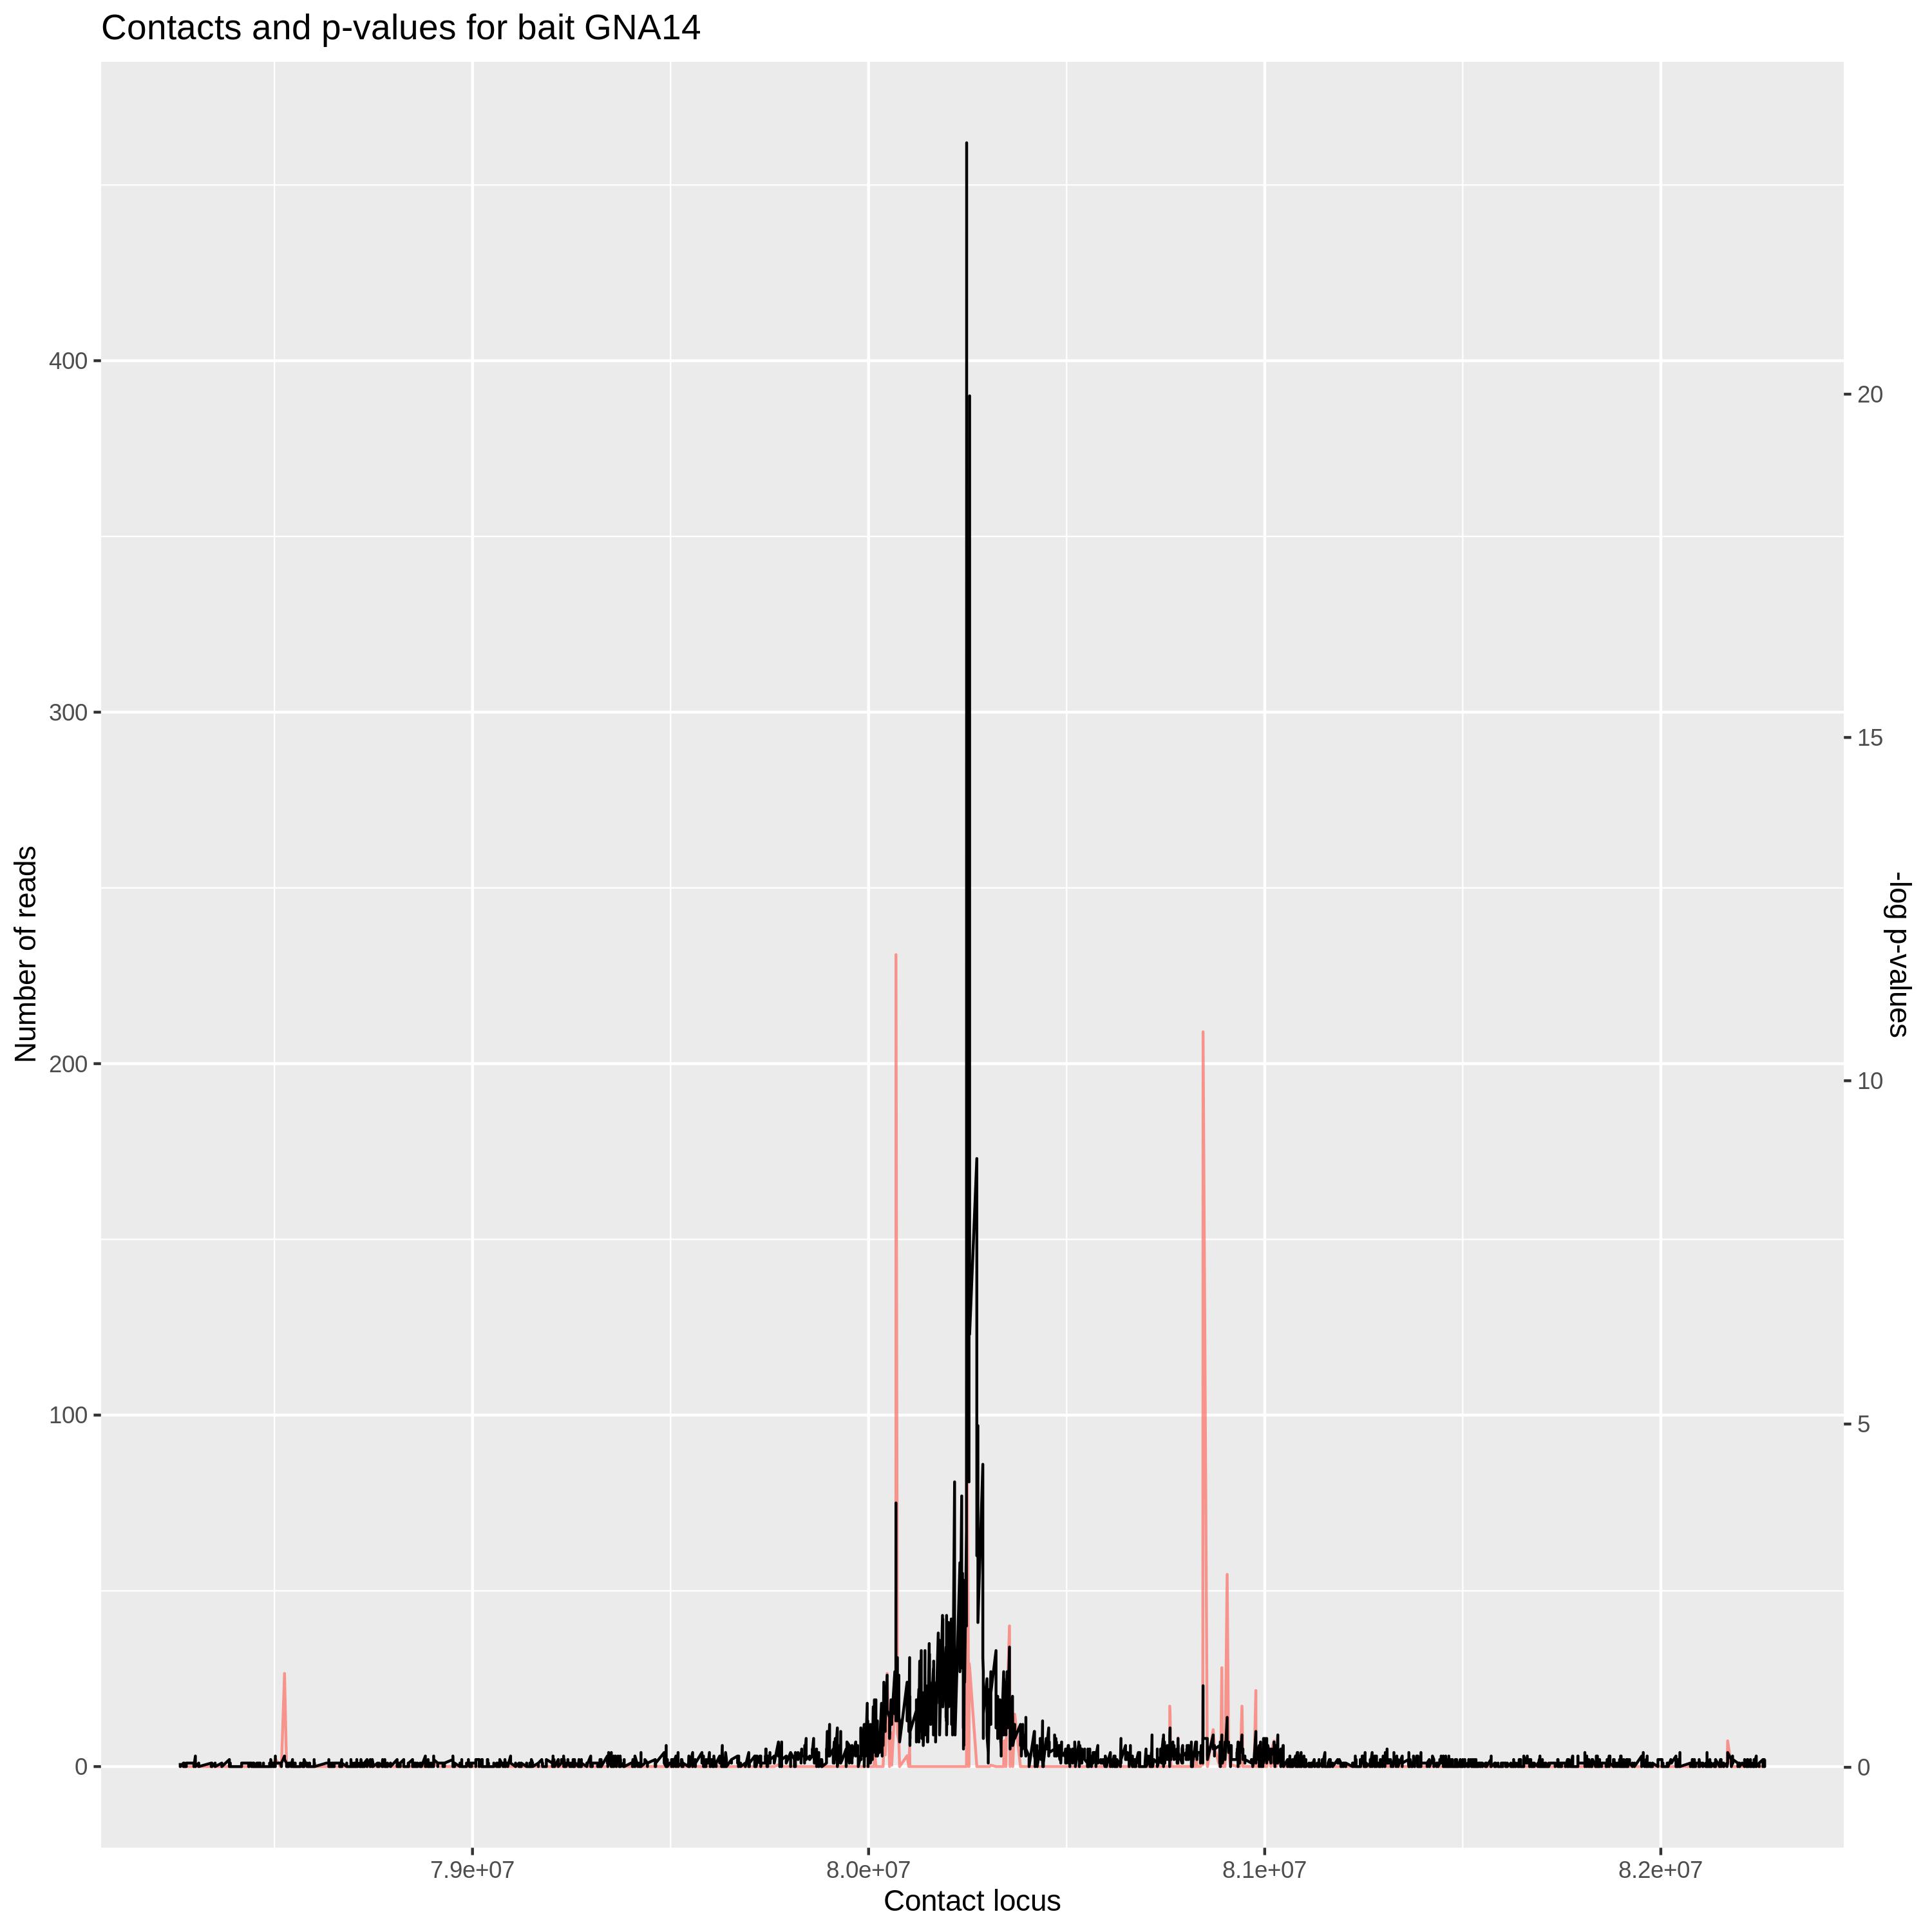 Contacts and p-values for bait GNA14
Number of reads
400
300
200
100
0
20
15
10
5
0
-log p-values
7.9e+07
8.0e+07
8.1e+07
8.2e+07
Contact locus